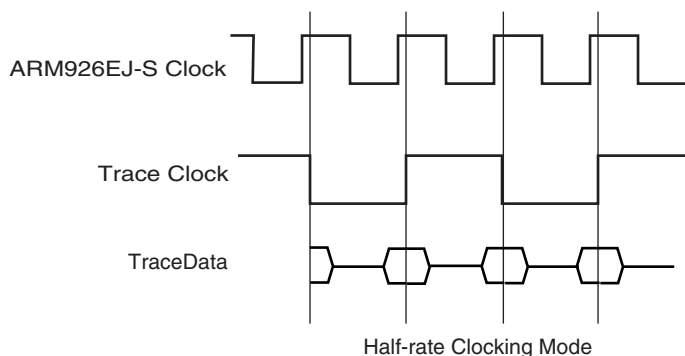 ARM926EJ-S Clock
Trace Clock
TraceData
Half-rate Clocking Mode